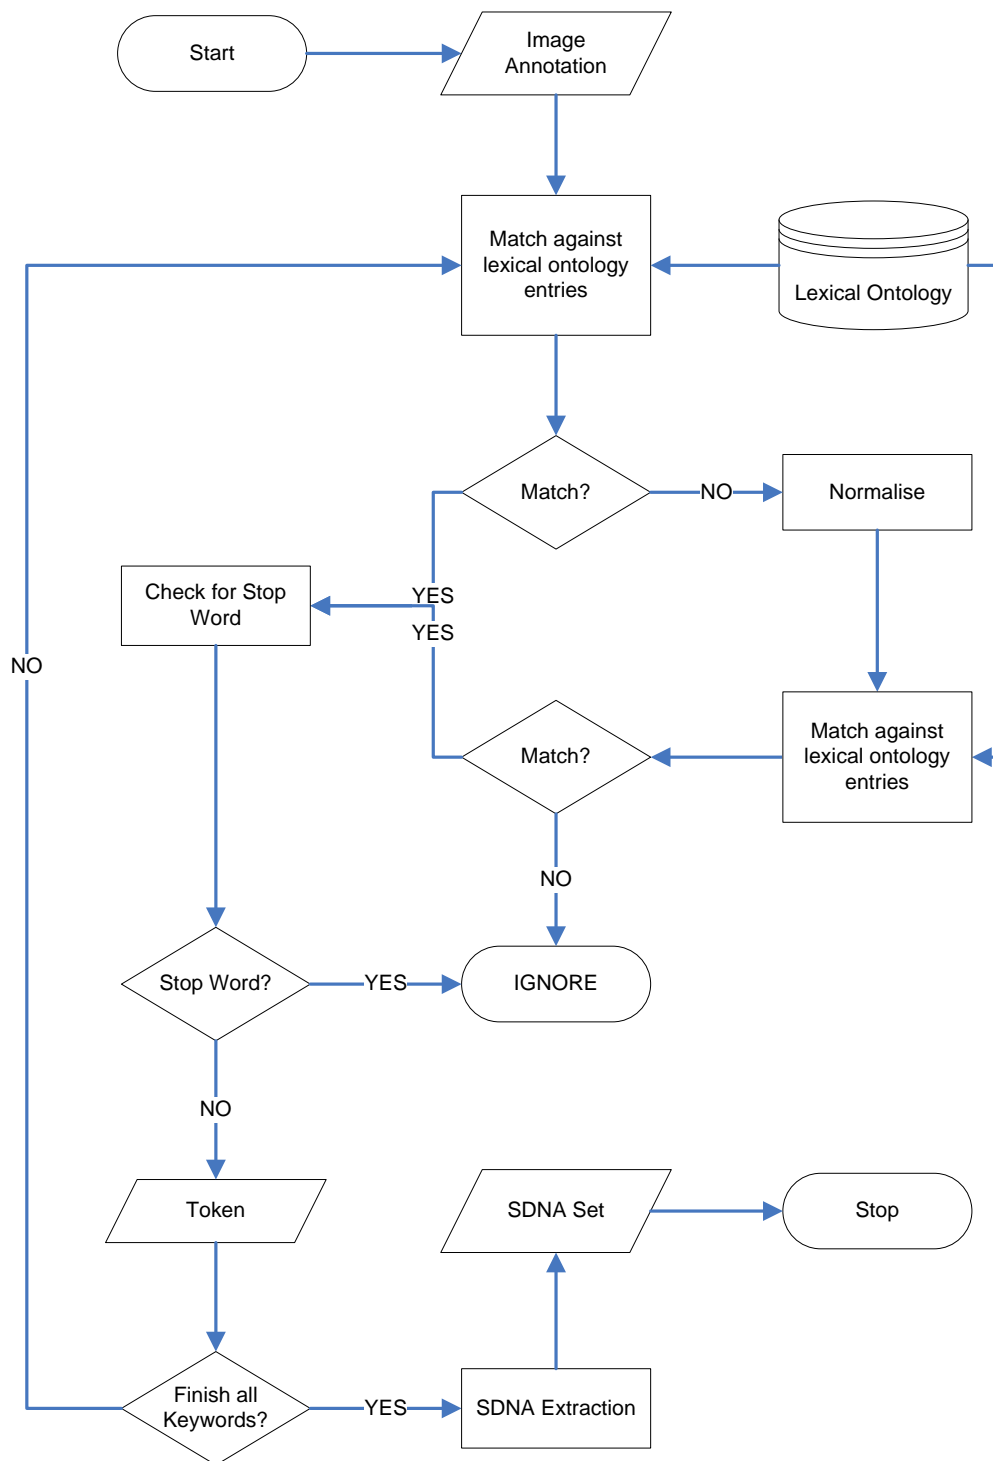 Start
Image
Annotation
Match against
lexical ontology
entries
Lexical Ontology
Match?
NO
Normalise
YES
Check for Stop
Word
YES
NO
Match?
Match against
lexical ontology
entries
NO
Stop Word?
YES
IGNORE
NO
Token
SDNA Set
Stop
Finish all
Keywords?
YES
SDNA Extraction